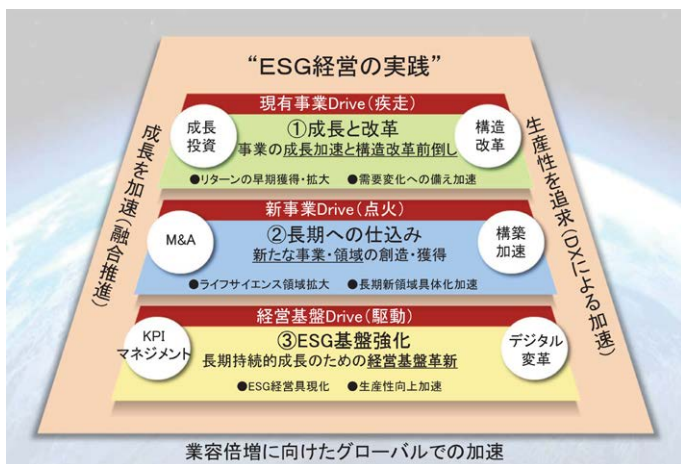 “ESG経営の実践”
成長を加速(融合推進)
生産性を追求(DXによる加速)
現有事業Drive(疾走)
成長
投資
①成長と改革
事業の成長加速と構造改革前倒し
構造
改革
●リターンの早期獲得・拡大 ●需要変化への備え加速
新事業Drive(点火)
M&A
②長期への仕込み
新たな事業・領域の創造・獲得
構築
加速
●ライフサイエンス領域拡大 ●長期新領域具体化加速
経営基盤Drive(駆動)
KPI
マネジメント
③ESG基盤強化
長期持続的成長のための経営基盤革新
デジタル
変革
●ESG経営具現化 ●生産性向上加速
業容倍増に向けたグローバルでの加速